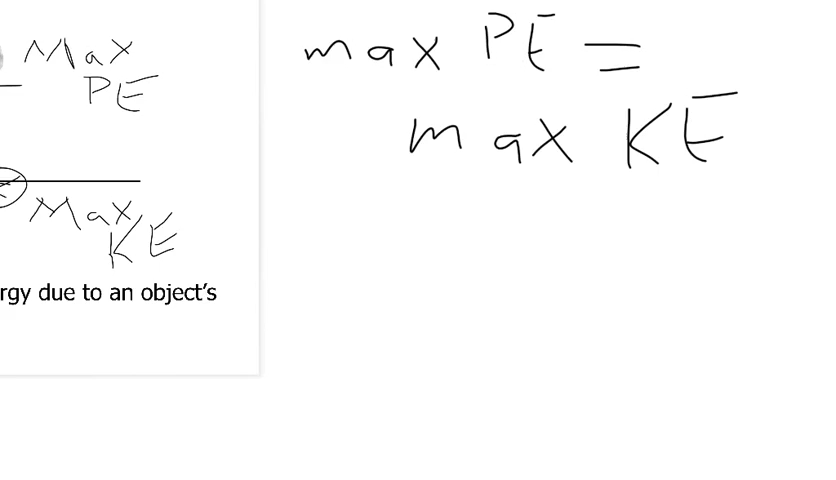 Max
PE
Max
KE
rgy due to an object's
max PE =
max KE